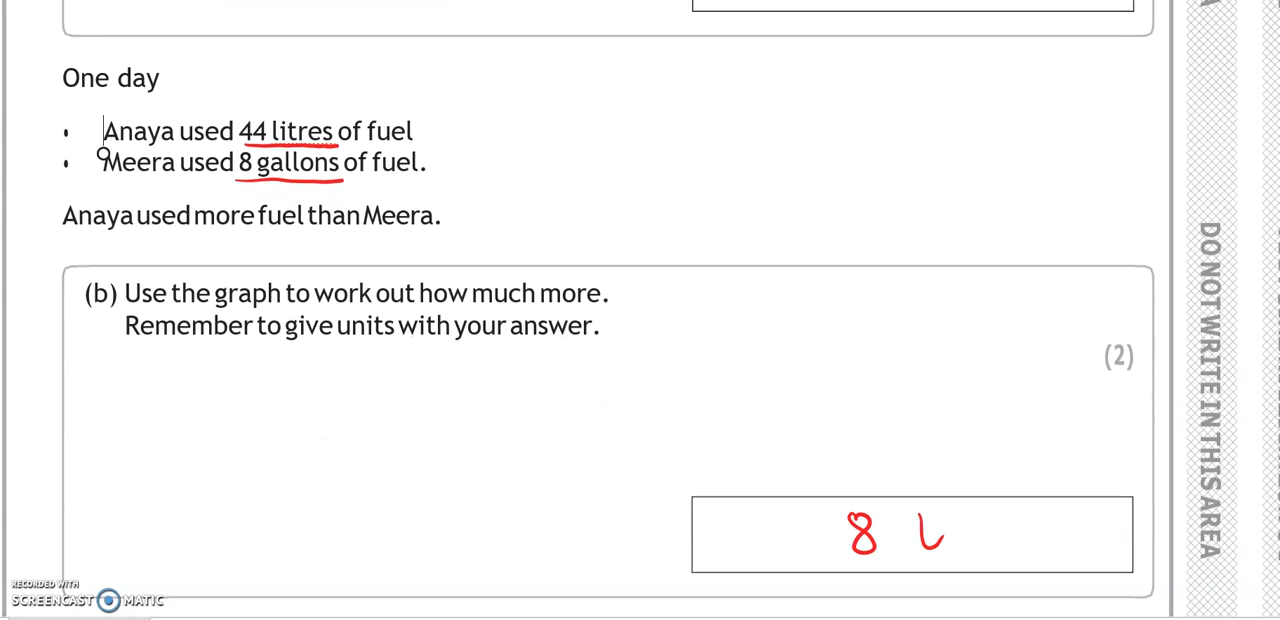 One day
• Anaya used 44 litres of fuel
• Meera used 8 gallons of fuel.
Anaya used more fuel than Meera.
(b) Use the graph to work out how much more.
Remember to give units with your answer.
(2)
8 l
DO NOT WRITE IN THIS AREA
RECORDED WITH
SCREENCAST MATIC